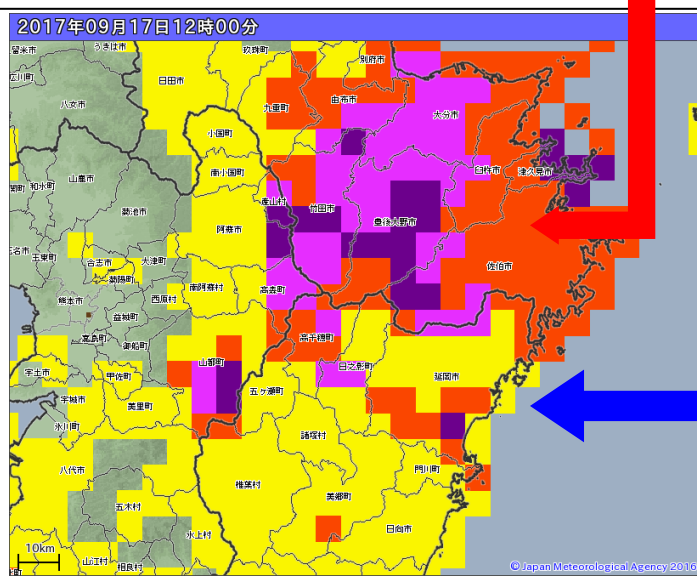 2017年09月17日12時00分
留米市
うきは市
玖珠町
別府市
広川町
日田市
由布市
八女市
九重町
大分市
小国町
臼杵市
津久見市
南小国町
山鹿市
和水町
産山村
竹田市
菊池市
阿蘇市
豊後大野市
玉東町
合志市
大津町
菊陽町
佐伯市
南阿蘇村
高森町
熊本市
西原村
益城町
嘉島町
御船町
高千穂町
山都町
日之影町
宇土市
甲佐町
延岡市
五ヶ瀬町
宇城市
美里町
氷川町
諸塚村
八代市
門川町
椎葉村
美郷町
五木村
日向市
水上村
10km
山江村
相良村
© Japan Meteorological Agency 2016